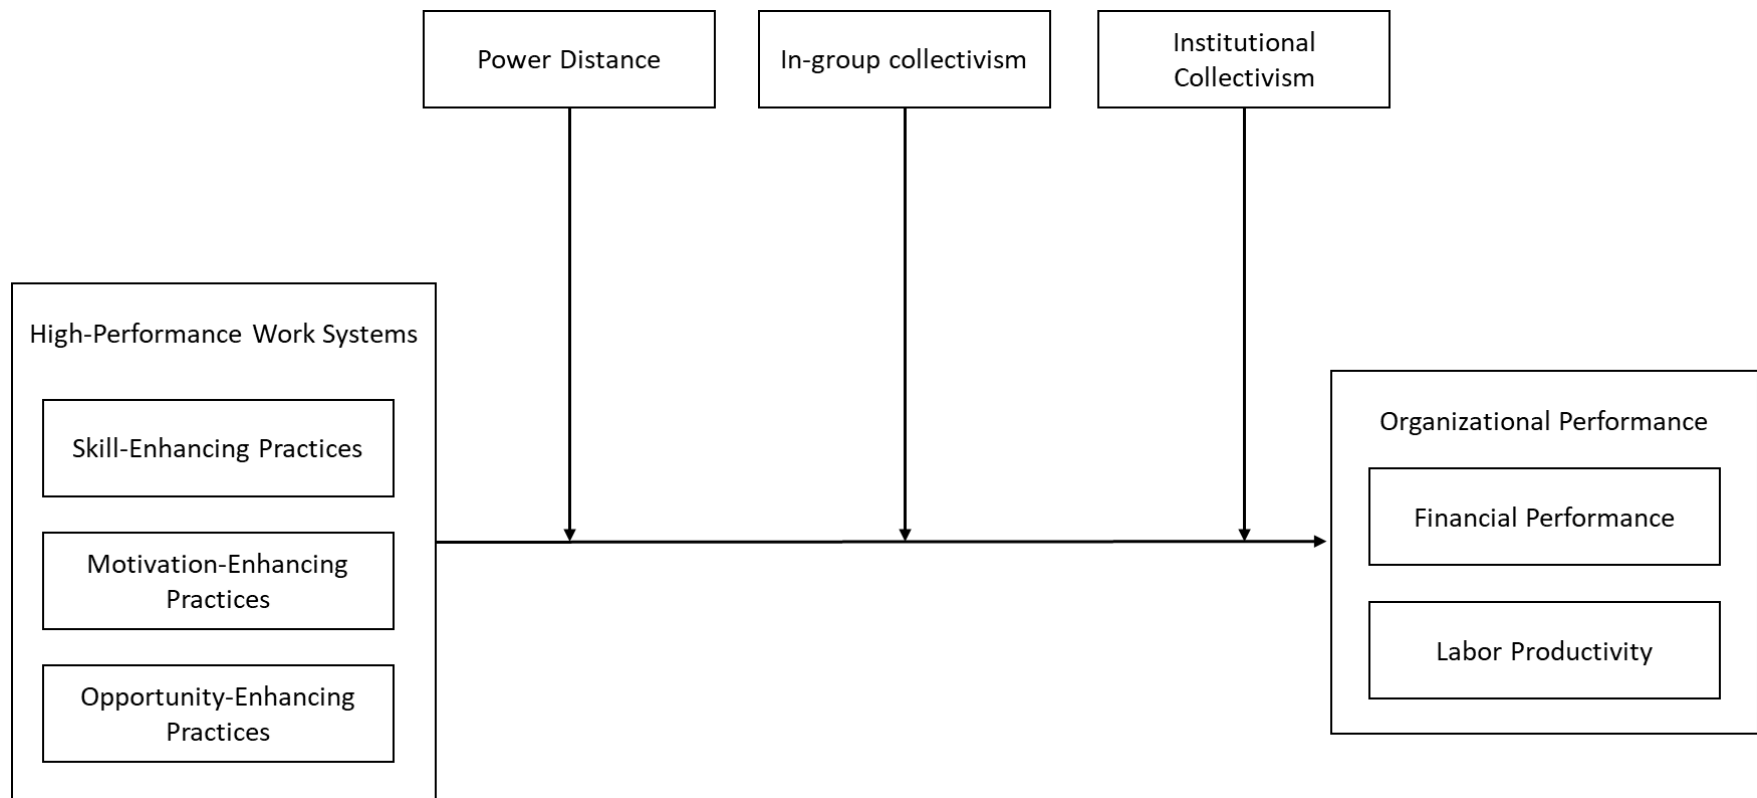 Power Distance
In-group collectivism
Institutional
Collectivism
High-Performance Work Systems
Skill-Enhancing Practices
Motivation-Enhancing
Practices
Opportunity-Enhancing
Practices
Organizational Performance
Financial Performance
Labor Productivity